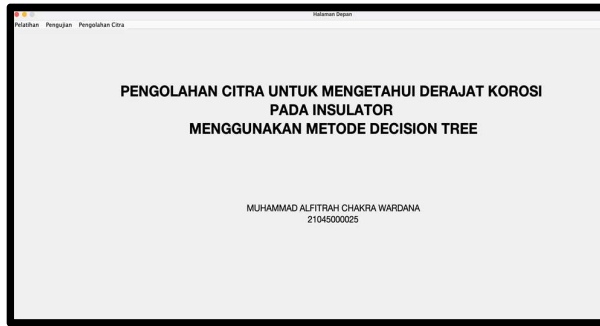 Halaman Depan
Pelatihan Pengujian Pengolahan Citra
PENGOLAHAN CITRA UNTUK MENGETAHUI DERAJAT KOROSI
PADA INSULATOR
MENGGUNAKAN METODE DECISION TREE
MUHAMMAD ALFITRAH CHAKRA WARDANA
21045000025